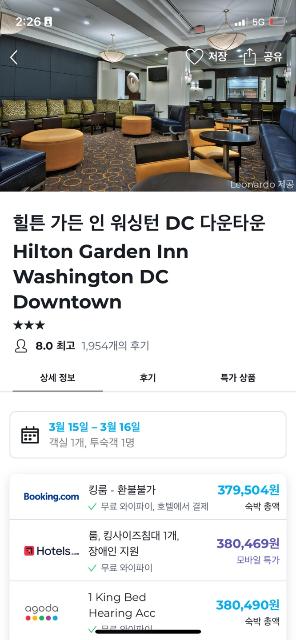 2:26
5G
저장
공유
Leonardo 제공
힐튼 가든 인 워싱턴 DC 다운타운
Hilton Garden Inn
Washington DC
Downtown
★★★
8.0 최고 1,954개의 후기
상세 정보 후기 특가 상품
3월 15일 – 3월 16일
객실 1개, 투숙객 1명
Booking.com 킹룸 - 환불불가 379,504원
✓ 무료 와이파이, 호텔에서 결제 숙박 총액
Hotels.com 룸, 킹사이즈침대 1개, 380,469원
장애인 지원 모바일 특가
✓ 무료 와이파이
agoda 1 King Bed 380,490원
Hearing Acc 숙박 총액